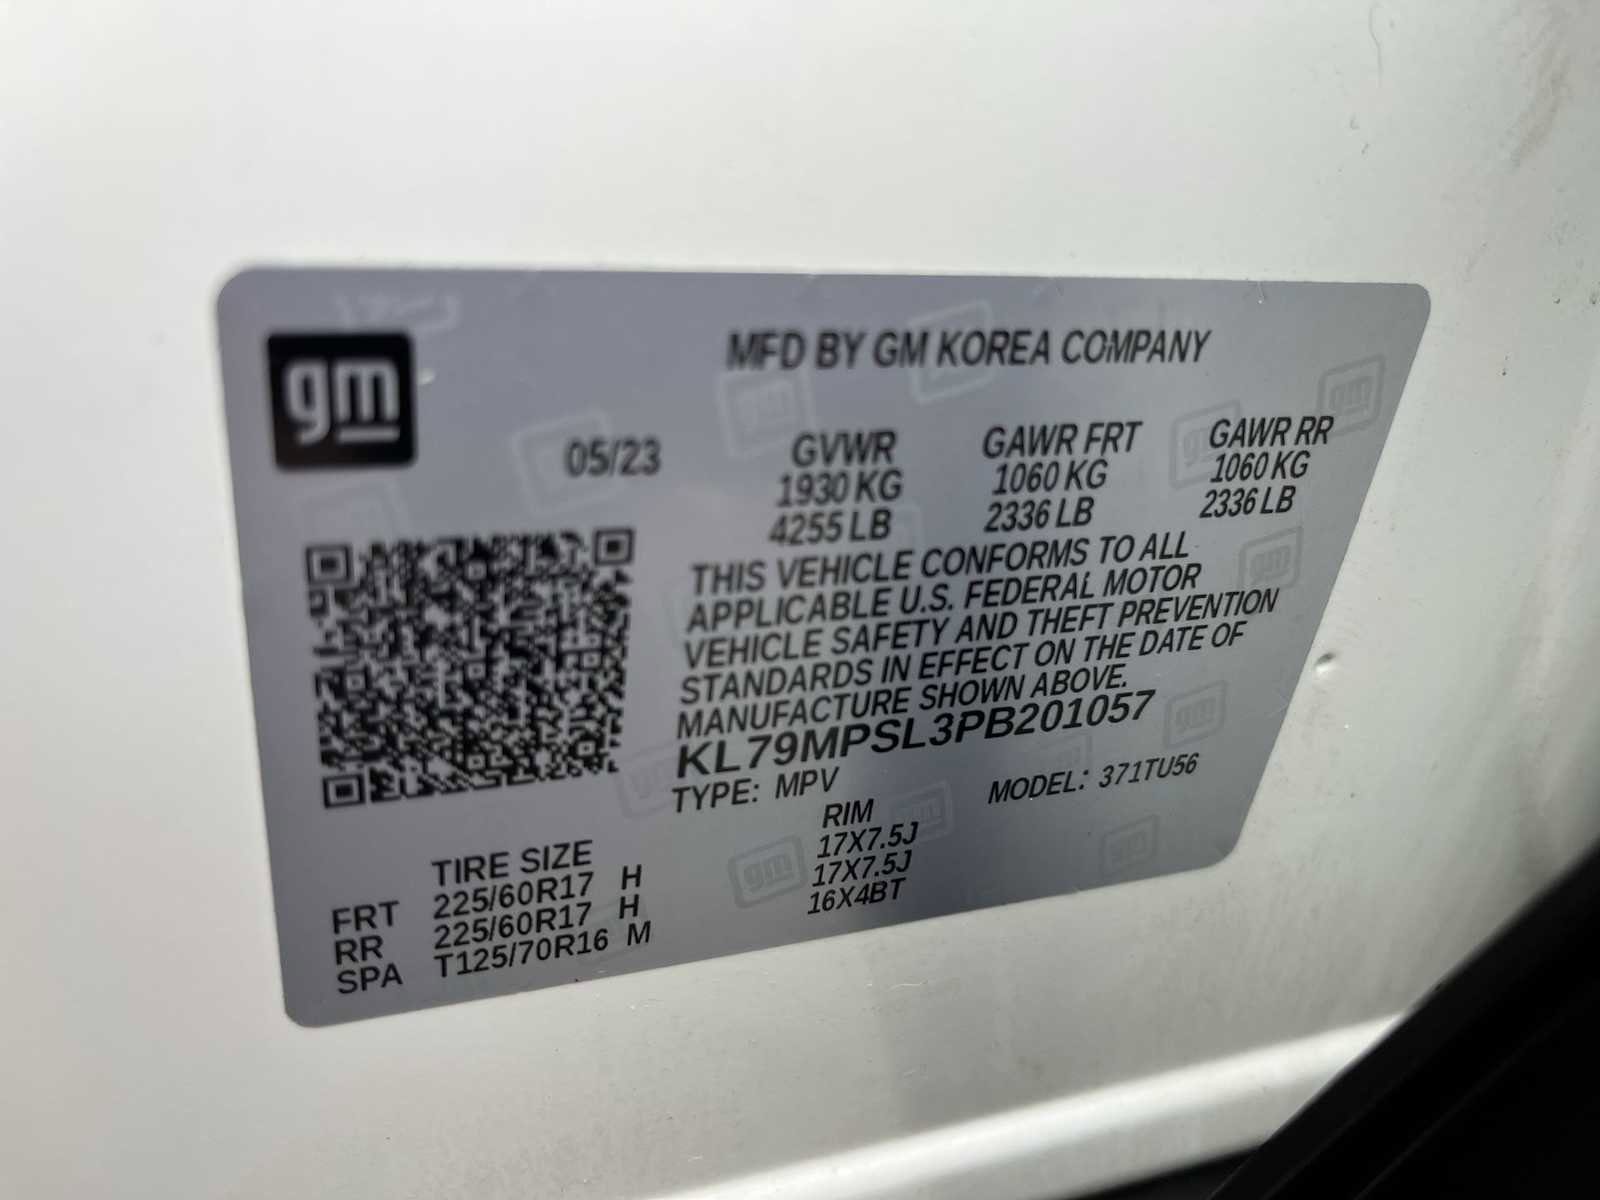 gm
MFD BY GM KOREA COMPANY
05/23 GVWR GAWR FRT GAWR RR
1930 KG 1060 KG 1060 KG
4255 LB 2336 LB 2336 LB
THIS VEHICLE CONFORMS TO ALL
APPLICABLE U.S. FEDERAL MOTOR
VEHICLE SAFETY AND THEFT PREVENTION
STANDARDS IN EFFECT ON THE DATE OF
MANUFACTURE SHOWN ABOVE.
KL79MPSL3PB201057
TYPE: MPV MODEL: 371TU56
TIRE SIZE RIM
FRT 225/60R17 H 17X7.5J
RR 225/60R17 H 17X7.5J
SPA T125/70R16 M 16X4BT